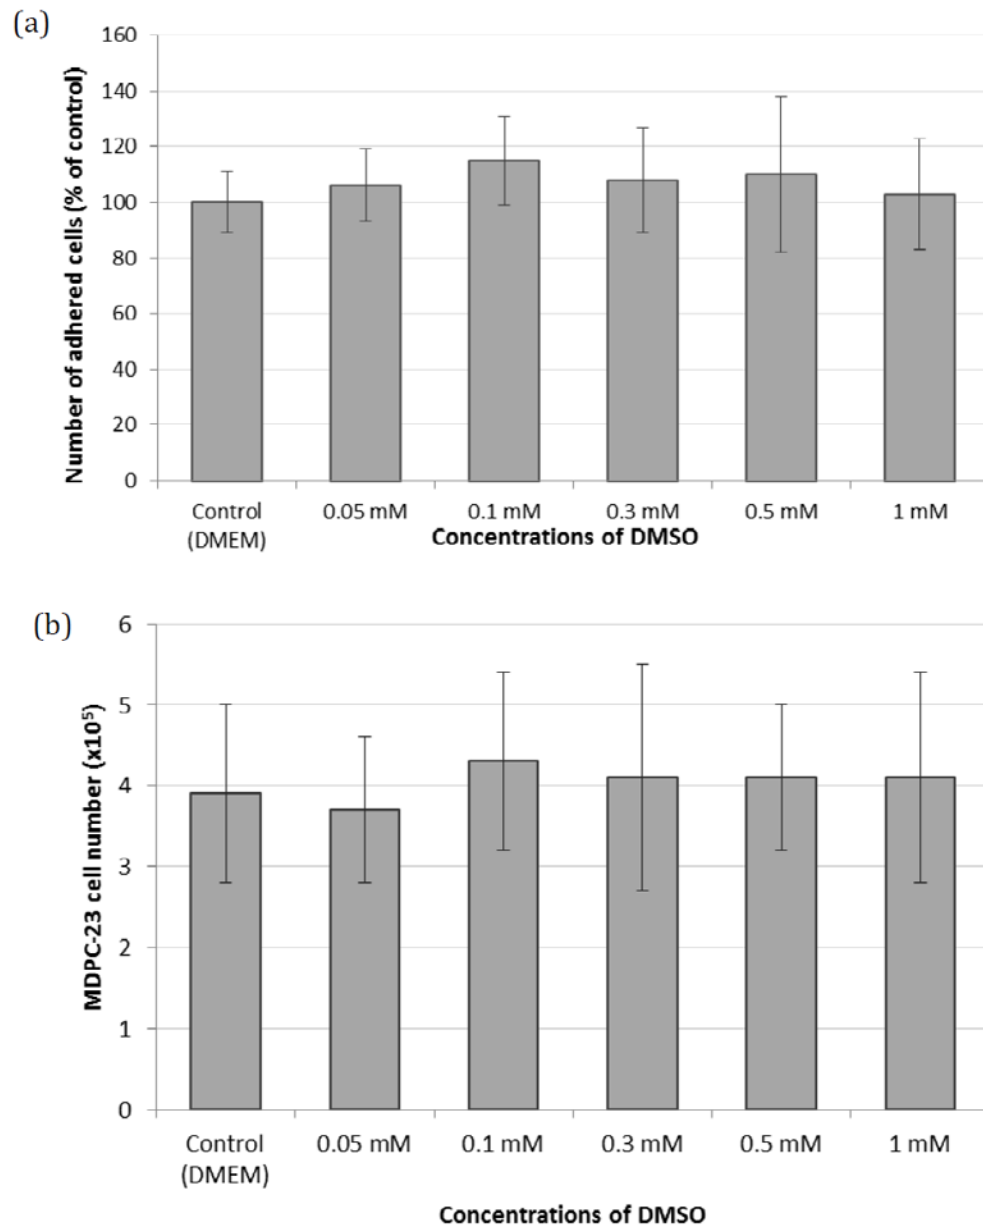 (a)
Number of adhered cells (% of control)
160
140
120
100
80
60
40
20
0
Control
(DMEM)
0.05 mM
0.1 mM
0.3 mM
0.5 mM
1 mM
Concentrations of DMSO
(b)
MDPC-23 cell number (x10⁵)
6
5
4
3
2
1
0
Control
(DMEM)
0.05 mM
0.1 mM
0.3 mM
0.5 mM
1 mM
Concentrations of DMSO